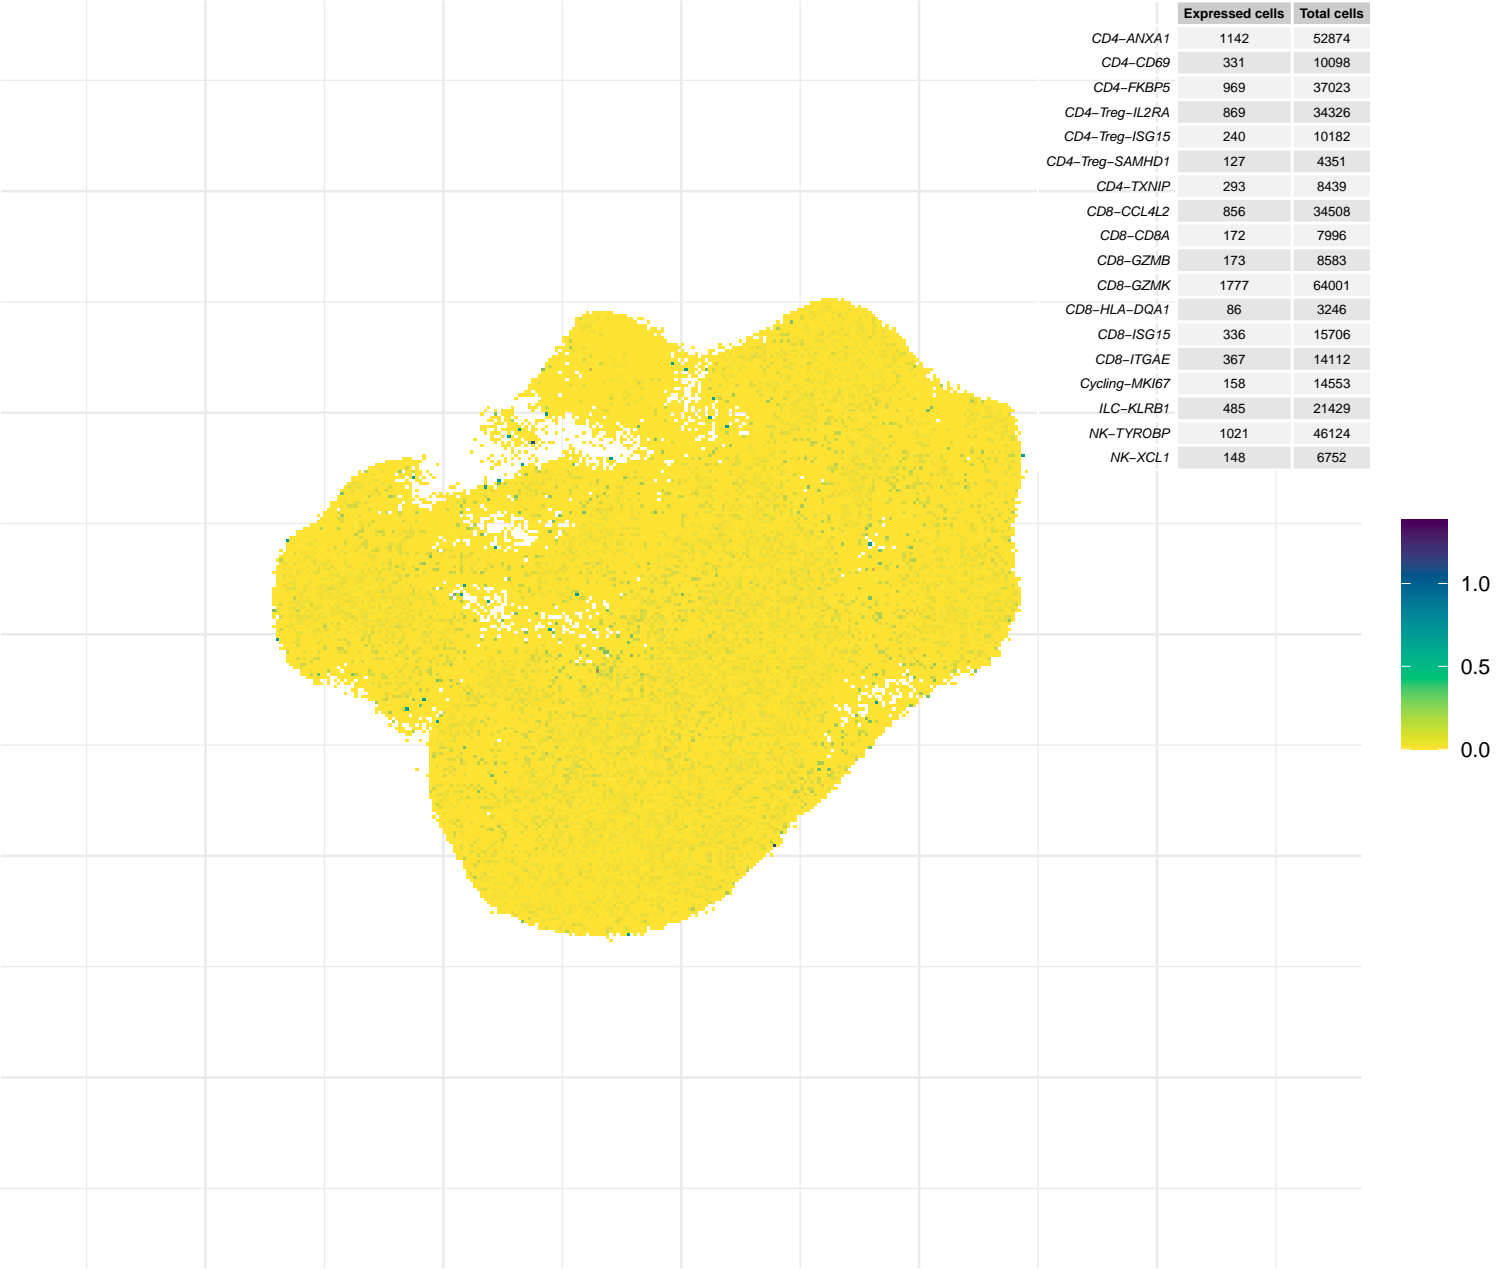 Expressed cells Total cells
CD4−ANXA1 1142 52874
CD4−CD69 331 10098
CD4−FKBP5 969 37023
CD4−Treg−IL2RA 869 34326
CD4−Treg−ISG15 240 10182
CD4−Treg−SAMHD1 127 4351
CD4−TXNIP 293 8439
CD8−CCL4L2 856 34508
CD8−CD8A 172 7996
CD8−GZMB 173 8583
CD8−GZMK 1777 64001
CD8−HLA−DQA1 86 3246
CD8−ISG15 336 15706
CD8−ITGAE 367 14112
Cycling−MKI67 158 14553
ILC−KLRB1 485 21429
NK−TYROBP 1021 46124
NK−XCL1 148 6752
1.0
0.5
0.0